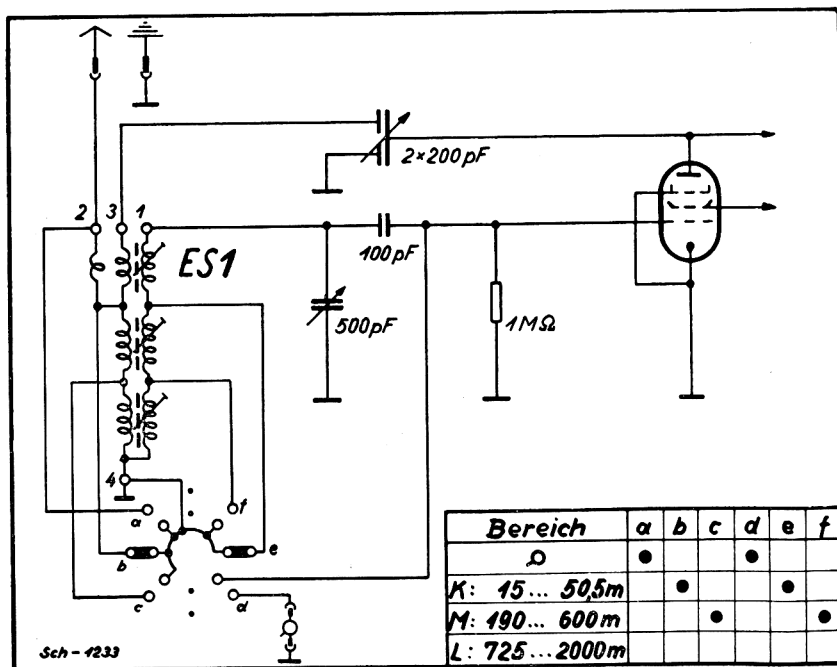 2×200pF
2 3 1
ES1
100pF
500pF
1MΩ
4
a
f
b
e
c
d
Bereich a b c d e f
K: 15... 50,5m
M: 190... 600m
L: 725... 2000m
Sch-1233